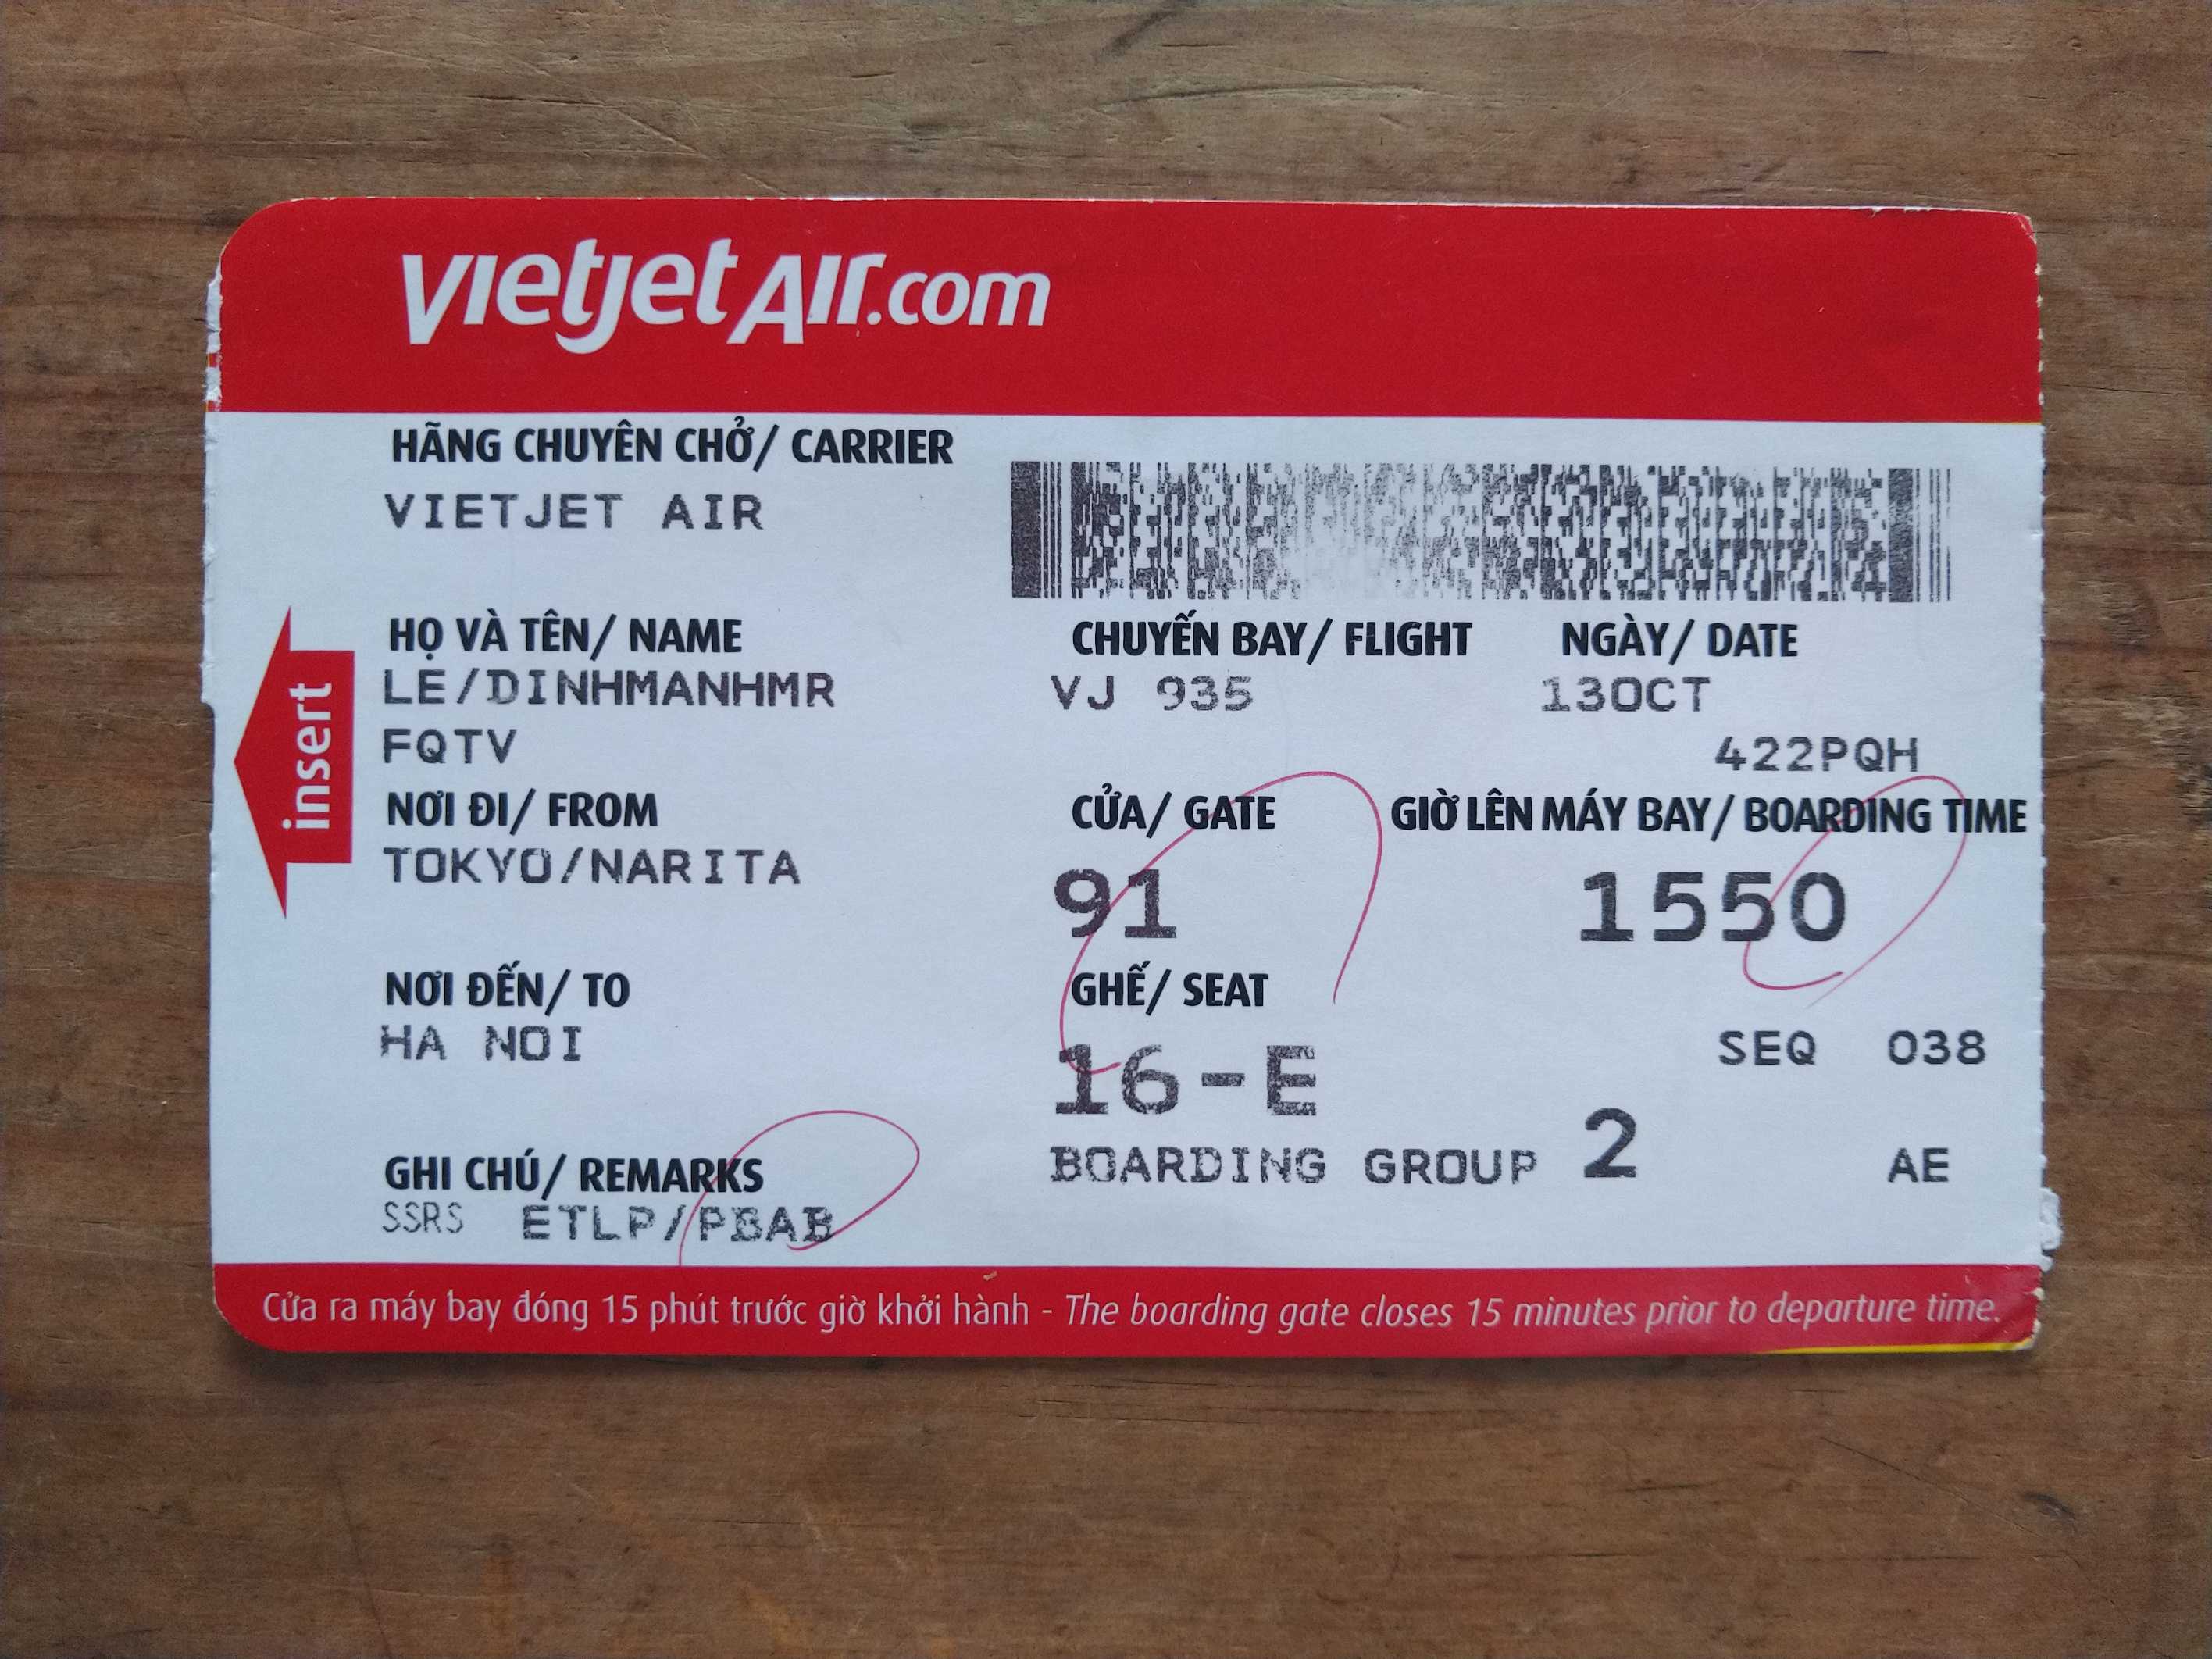 vietjetAir.com
HÃNG CHUYÊN CHỞ/ CARRIER
VIETJET AIR
insert
HỌ VÀ TÊN/ NAME
LE/DINHMANHMR
FQTV
CHUYẾN BAY/ FLIGHT NGÀY/ DATE
VJ 935 13OCT
422PQH
NƠI ĐI/ FROM
TOKYO/NARITA
CỬA/ GATE GIỜ LÊN MÁY BAY/ BOARDING TIME
91 1550
NƠI ĐẾN/ TO
HA NOI
GHẾ/ SEAT
16-E
SEQ 038
BOARDING GROUP 2 AE
GHI CHÚ/ REMARKS
SSRS ETLP/PBAB
Cửa ra máy bay đóng 15 phút trước giờ khởi hành - The boarding gate closes 15 minutes prior to departure time.